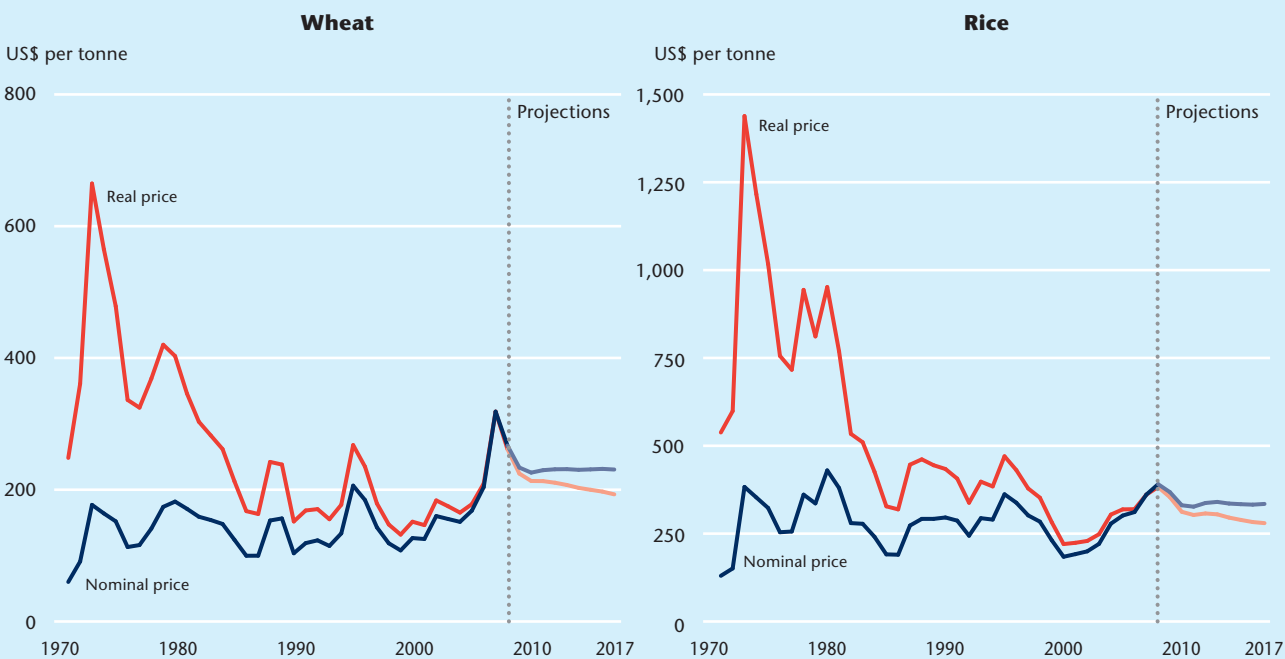 Wheat
US$ per tonne
800
600
400
200
0
Projections
Real price
Nominal price
1970 1980 1990 2000 2010 2017
Rice
US$ per tonne
1,500
1,250
1,000
750
500
250
0
Projections
Real price
Nominal price
1970 1980 1990 2000 2010 2017